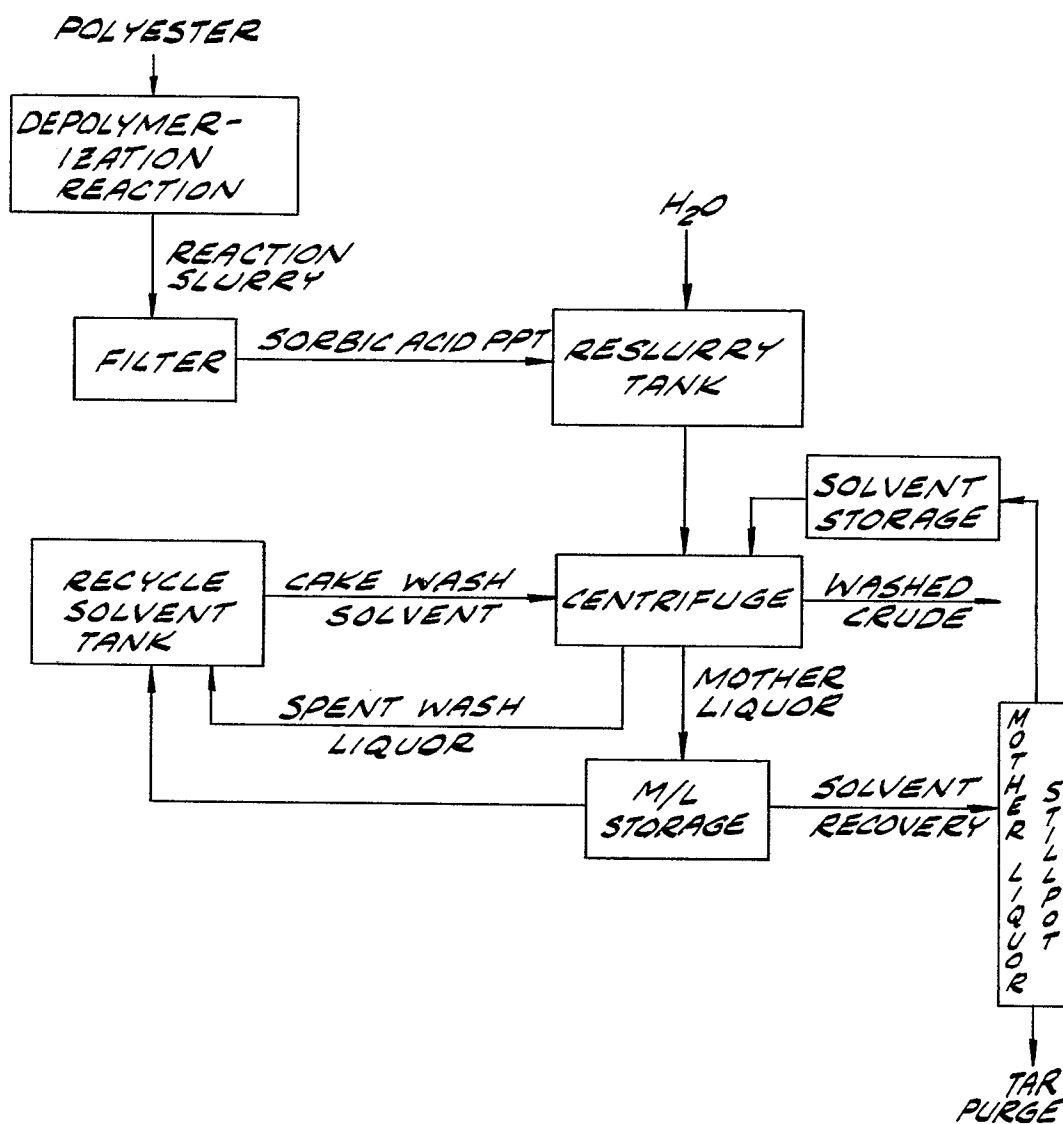 POLYESTER
DEPOLYMER-
IZATION
REACTION
REACTION
SLURRY
H2O
FILTER
SORBIC ACID PPT
RESLURRY
TANK
SOLVENT
STORAGE
RECYCLE
SOLVENT
TANK
CAKE WASH
SOLVENT
CENTRIFUGE
WASHED
CRUDE
SPENT WASH
LIQUOR
MOTHER
LIQUOR
M/L
STORAGE
SOLVENT
RECOVERY
MOTHER LIQUOR
STILLPOT
TAR
PURGE